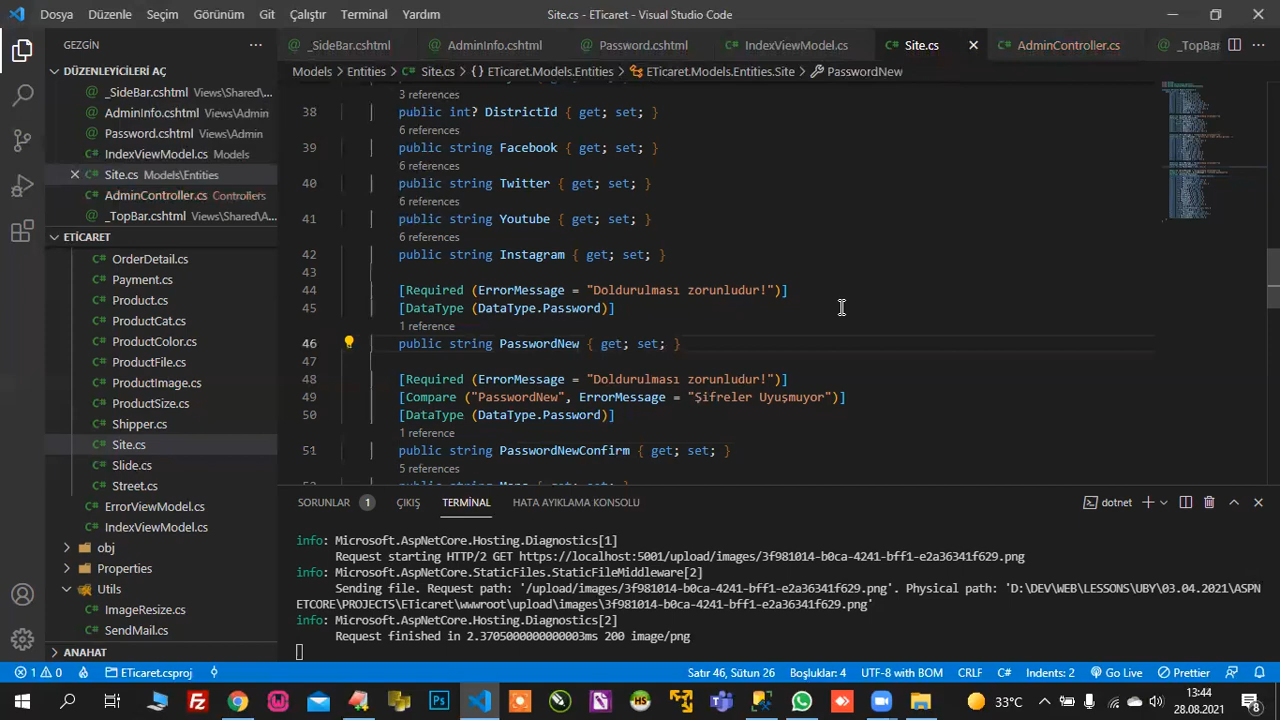 Dosya Düzenle Seçim Görünüm Git Çalıştır Terminal Yardım Site.cs - ETicaret - Visual Studio Code
GEZGİN
DÜZENLEYİCİLERİ AÇ
_SideBar.cshtml Views\Shared\...
AdminInfo.cshtml Views\Admin
Password.cshtml Views\Admin
IndexViewModel.cs Models
Site.cs Models\Entities
AdminController.cs Controllers
_TopBar.cshtml Views\Shared\A...
ETİCARET
OrderDetail.cs
Payment.cs
Product.cs
ProductCat.cs
ProductColor.cs
ProductFile.cs
ProductImage.cs
ProductSize.cs
Shipper.cs
Site.cs
Slide.cs
Street.cs
ErrorViewModel.cs
IndexViewModel.cs
obj
Properties
Utils
ImageResize.cs
SendMail.cs
ANAHAT
_SideBar.cshtml AdminInfo.cshtml Password.cshtml IndexViewModel.cs Site.cs AdminController.cs _TopBar
Models Entities Site.cs {} ETicaret.Models.Entities ETicaret.Models.Entities.Site PasswordNew
3 references
38 public int? DistrictId { get; set; }
6 references
39 public string Facebook { get; set; }
6 references
40 public string Twitter { get; set; }
6 references
41 public string Youtube { get; set; }
6 references
42 public string Instagram { get; set; }
43
44 [Required (ErrorMessage = "Doldurulması zorunludur!")]
45 [DataType (DataType.Password)]
1 reference
46 public string PasswordNew { get; set; }
47
48 [Required (ErrorMessage = "Doldurulması zorunludur!")]
49 [Compare ("PasswordNew", ErrorMessage = "Şifreler Uyuşmuyor")]
50 [DataType (DataType.Password)]
1 reference
51 public string PasswordNewConfirm { get; set; }
5 references
SORUNLAR 1 ÇIKIŞ TERMİNAL HATA AYIKLAMA KONSOLU dotnet
info: Microsoft.AspNetCore.Hosting.Diagnostics[1]
Request starting HTTP/2 GET https://localhost:5001/upload/images/3f981014-b0ca-4241-bff1-e2a36341f629.png
info: Microsoft.AspNetCore.StaticFiles.StaticFileMiddleware[2]
Sending file. Request path: '/upload/images/3f981014-b0ca-4241-bff1-e2a36341f629.png'. Physical path: 'D:\DEV\WEB\LESSONS\UBY\03.04.2021\ASPN
ETCORE\PROJECTS\ETicaret\wwwroot\upload\images\3f981014-b0ca-4241-bff1-e2a36341f629.png'
info: Microsoft.AspNetCore.Hosting.Diagnostics[2]
Request finished in 2.3705000000000003ms 200 image/png
1 0 ETicaret.csproj Satır 46, Sütun 26 Boşluklar: 4 UTF-8 with BOM CRLF C# Indents: 2 Go Live Prettier
33°C 13:44
28.08.2021 8